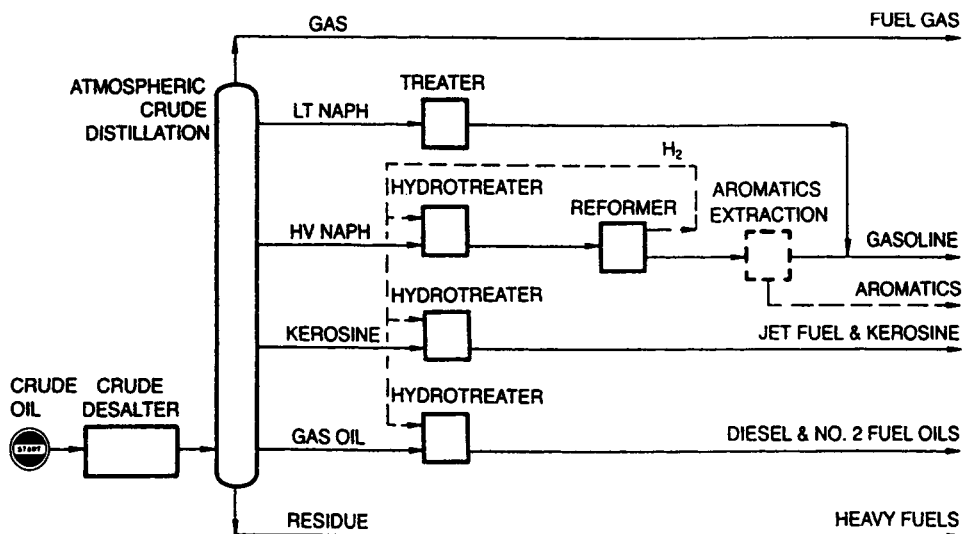 GAS
FUEL GAS
ATMOSPHERIC
CRUDE
DISTILLATION
TREATER
LT NAPH
H2
HYDROTREATER
REFORMER
AROMATICS
EXTRACTION
HV NAPH
GASOLINE
AROMATICS
HYDROTREATER
KEROSINE
JET FUEL & KEROSINE
HYDROTREATER
CRUDE
OIL
CRUDE
DESALTER
START
GAS OIL
DIESEL & NO. 2 FUEL OILS
RESIDUE
HEAVY FUELS